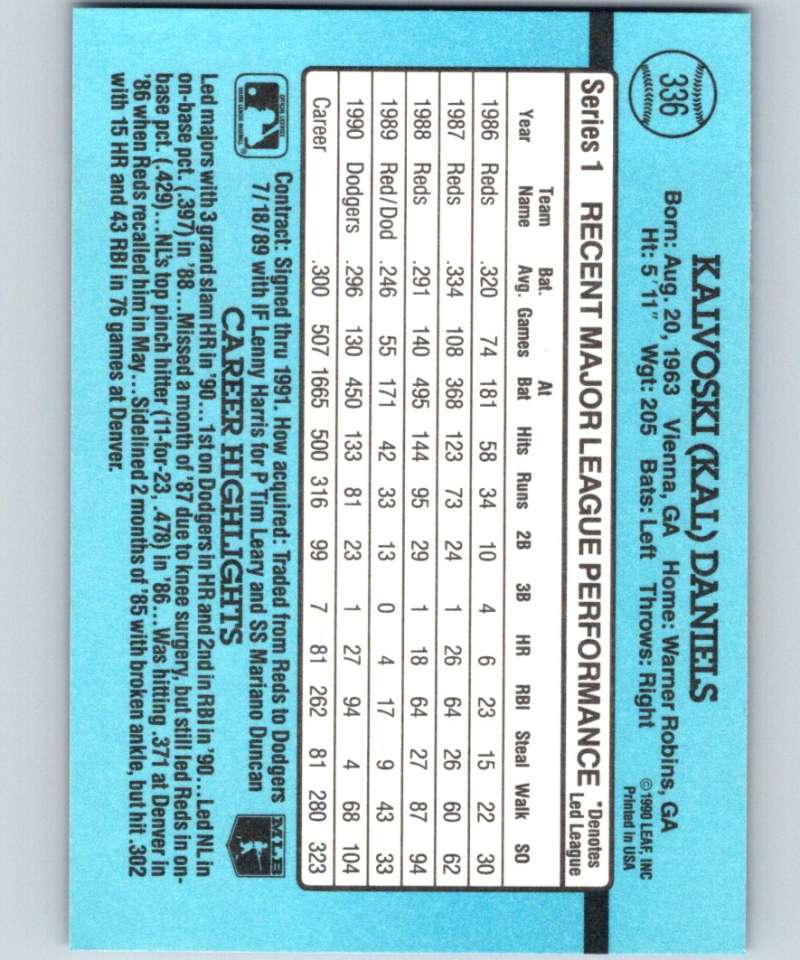 336
KALVOSKI (KAL) DANIELS
Born: Aug. 20, 1963 Vienna, GA Home: Warner Robins, GA
Ht: 5'11" Wgt: 205 Bats: Left Throws: Right
©1990 LEAF, INC
Printed in USA
Series 1 RECENT MAJOR LEAGUE PERFORMANCE *Denotes Led League
Year Team Name Bat. Avg. Games At Bat Hits Runs 2B 3B HR RBI Steal Walk SO
1986 Reds .320 74 181 58 34 10 4 6 23 15 22 30
1987 Reds .334 108 368 123 73 24 1 26 64 26 60 62
1988 Reds .291 140 495 144 95 29 1 18 64 27 87 94
1989 Red/Dod .246 55 171 42 33 13 0 4 17 9 43 33
1990 Dodgers .296 130 450 133 81 23 1 27 94 4 68 104
Career .300 507 1665 500 316 99 7 81 262 81 280 323
Contract: Signed thru 1991. How acquired: Traded from Reds to Dodgers
7/18/89 with IF Lenny Harris for P Tim Leary and SS Mariano Duncan
MLB
CAREER HIGHLIGHTS
Led majors with 3 grand slam HR in '90...1st on Dodgers in HR and 2nd in RBI in '90...Led NL in
on-base pct. (.397) in '88...Missed a month of '87 due to knee surgery, but still led Reds in on-
base pct. (.429)...NL's top pinch hitter (11-for-23, .478) in '86...Was hitting .371 at Denver in
'86 when Reds recalled him in May...Sidelined 2 months of '85 with broken ankle, but hit .302
with 15 HR and 43 RBI in 76 games at Denver.